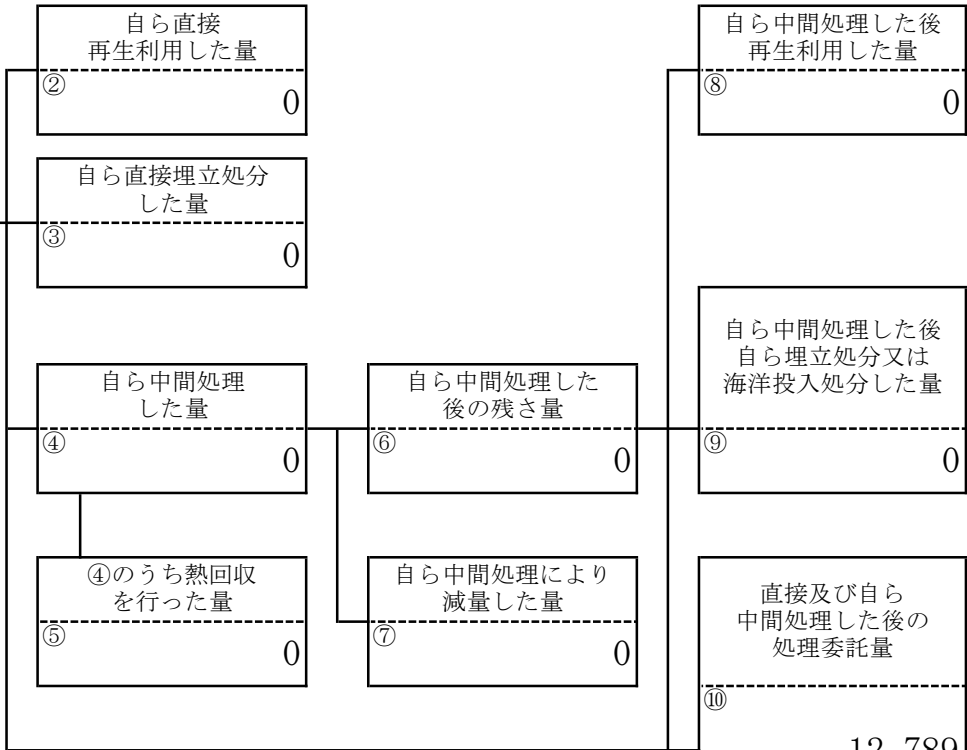 自ら直接
再生利用した量
②
0
自ら直接埋立処分
した量
③
0
自ら中間処理
した量
④
0
④のうち熱回収
を行った量
⑤
0
自ら中間処理した
後の残さ量
⑥
0
自ら中間処理により
減量した量
⑦
0
自ら中間処理した後
再生利用した量
⑧
0
自ら中間処理した後
自ら埋立処分又は
海洋投入処分した量
⑨
0
直接及び自ら
中間処理した後の
処理委託量
⑩
12,789